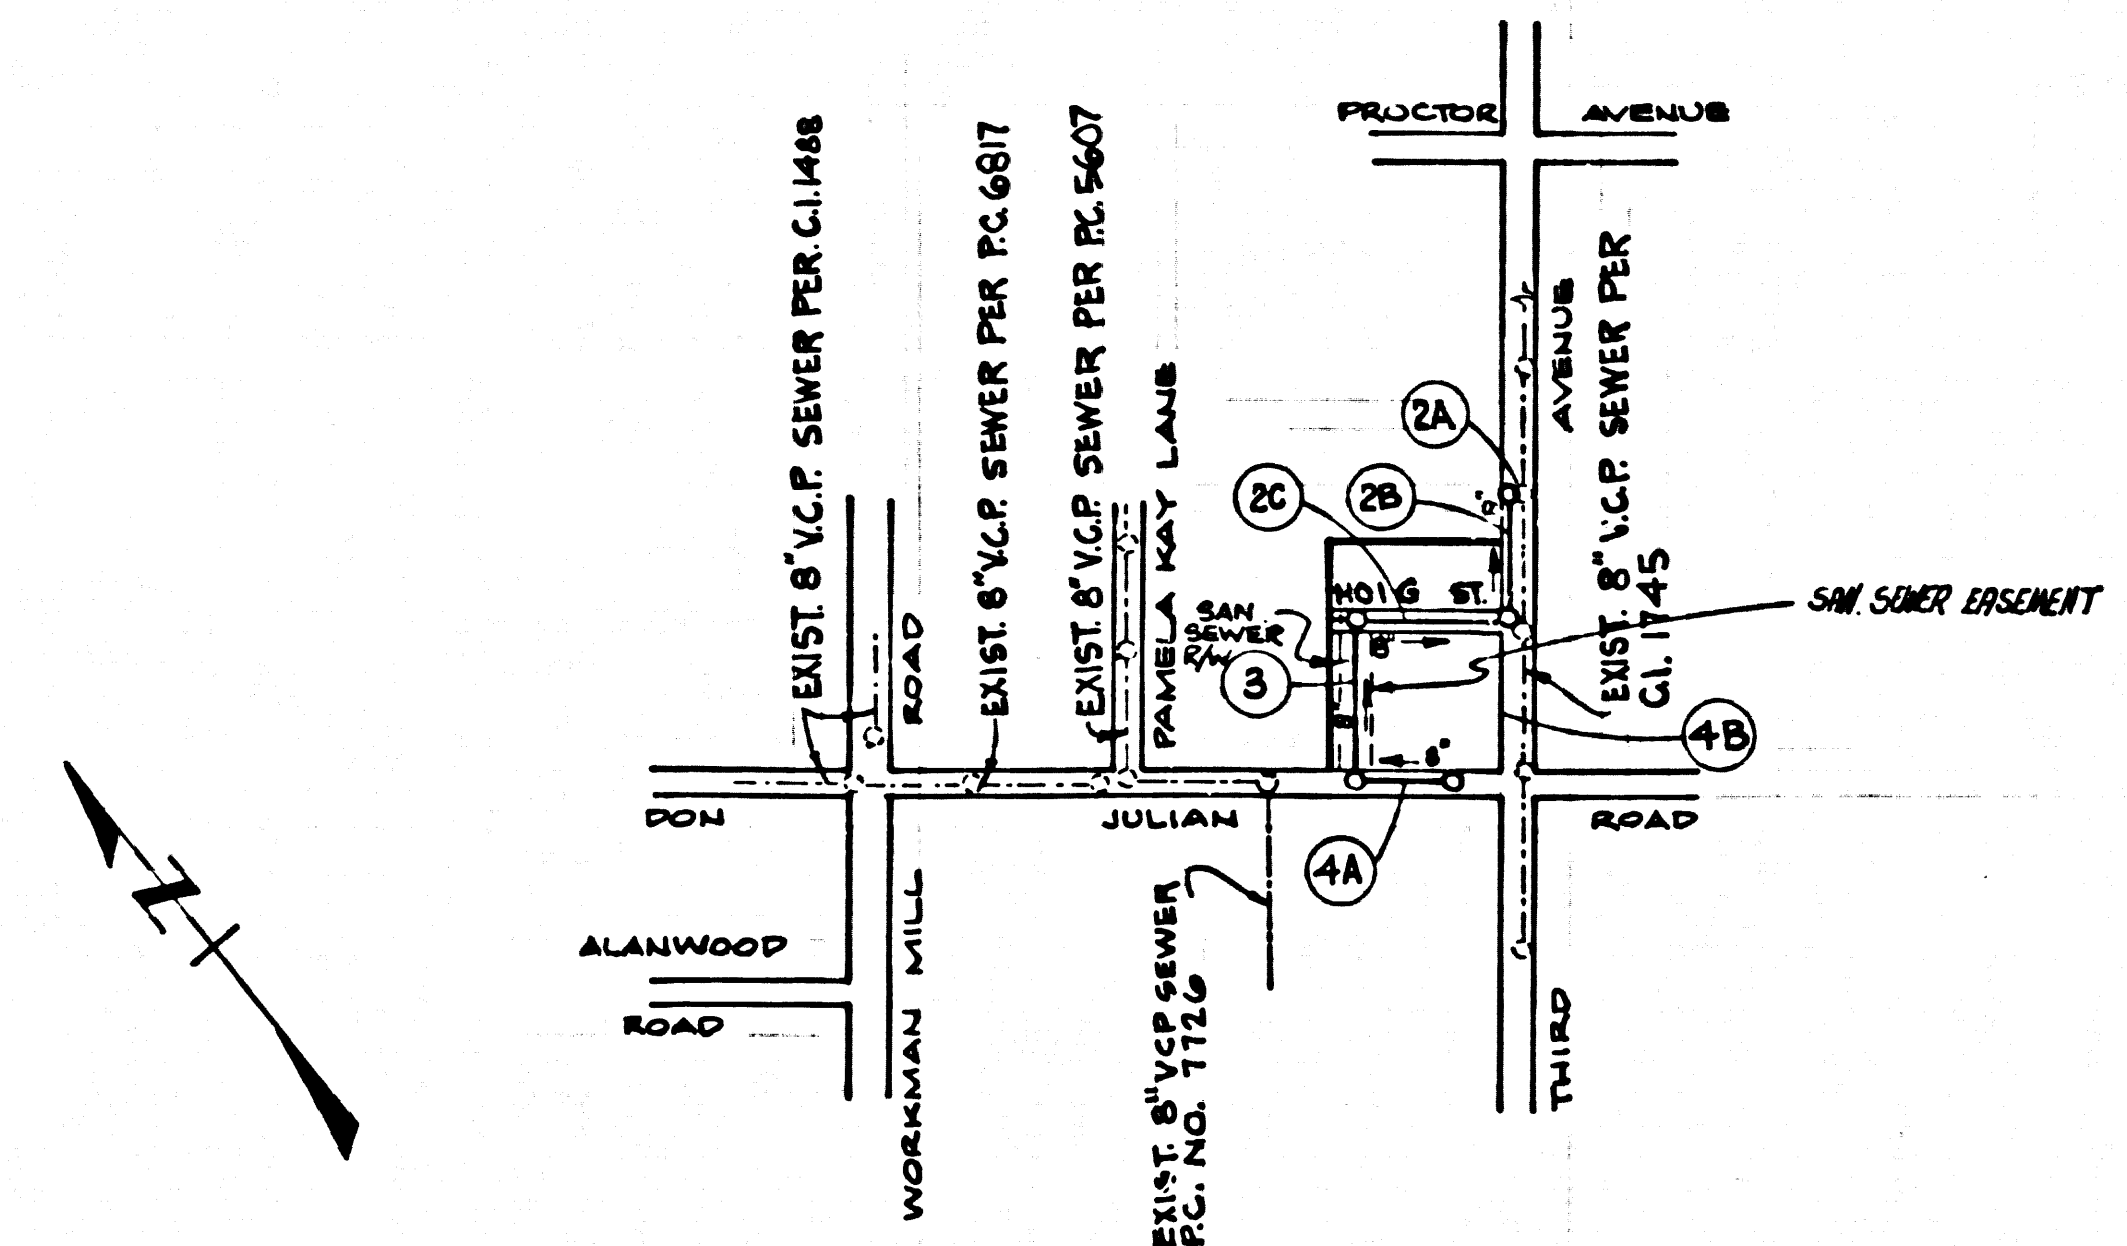 PROCTOR AVENUE
EXIST. 8" V.C.P. SEWER PER. C.I. 1488
EXIST. 8" V.C.P. SEWER PER P.C. 6817
EXIST. 8" V.C.P. SEWER PER P.C. 5607
PAMELA KAY LANE
AVENUE
EXIST. 8" V.C.P. SEWER PER
C.I. 1745
2A
2C
2B
8"
HOIG ST.
SAN.
SEWER
R/W
8"
SAN. SEWER EASEMENT
3
8"
4B
8"
ROAD
DON JULIAN ROAD
4A
ALANWOOD
ROAD
WORKMAN MILL
EXIST. 8" VCP SEWER
P.C. NO. 7726
THIRD
N